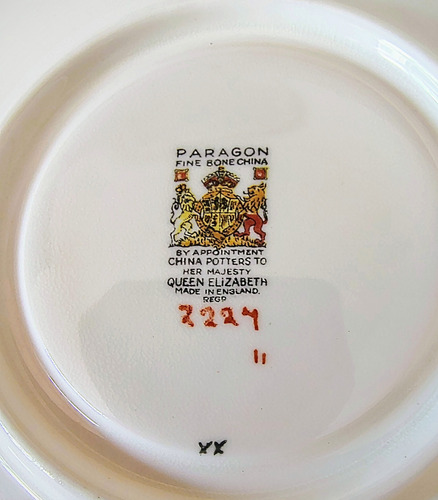 PARAGON
FINE BONE CHINA
BY APPOINTMENT
CHINA POTTERS TO
HER MAJESTY
QUEEN ELIZABETH
MADE IN ENGLAND.
REGD
2224
11
XX